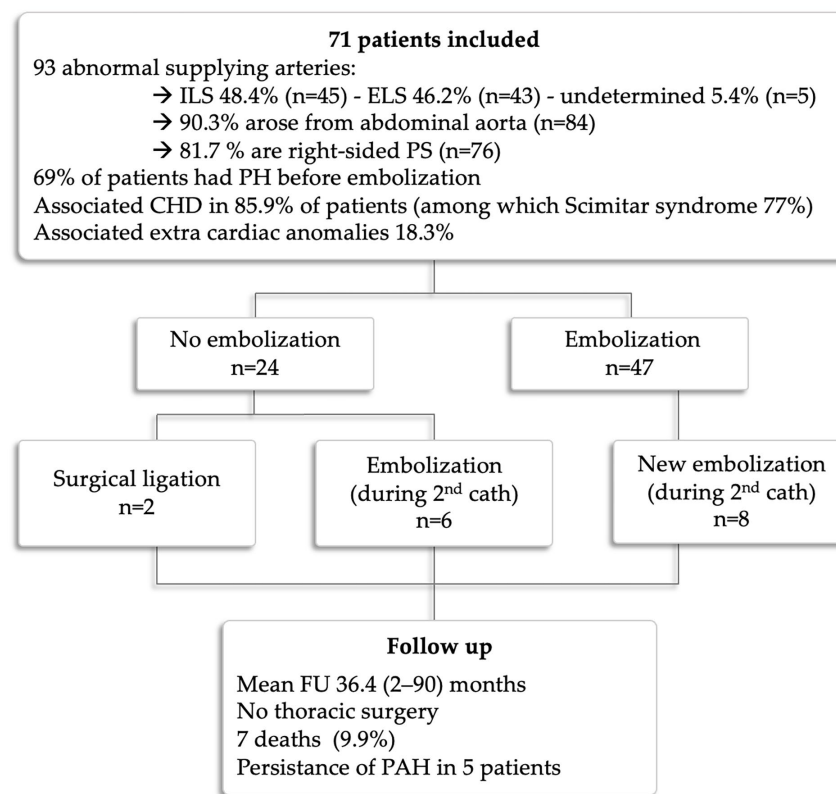 71 patients included
93 abnormal supplying arteries:
→ ILS 48.4% (n=45) - ELS 46.2% (n=43) - undetermined 5.4% (n=5)
→ 90.3% arose from abdominal aorta (n=84)
→ 81.7 % are right-sided PS (n=76)
69% of patients had PH before embolization
Associated CHD in 85.9% of patients (among which Scimitar syndrome 77%)
Associated extra cardiac anomalies 18.3%
No embolization
n=24
Embolization
n=47
Surgical ligation
n=2
Embolization
(during 2nd cath)
n=6
New embolization
(during 2nd cath)
n=8
Follow up
Mean FU 36.4 (2–90) months
No thoracic surgery
7 deaths (9.9%)
Persistance of PAH in 5 patients